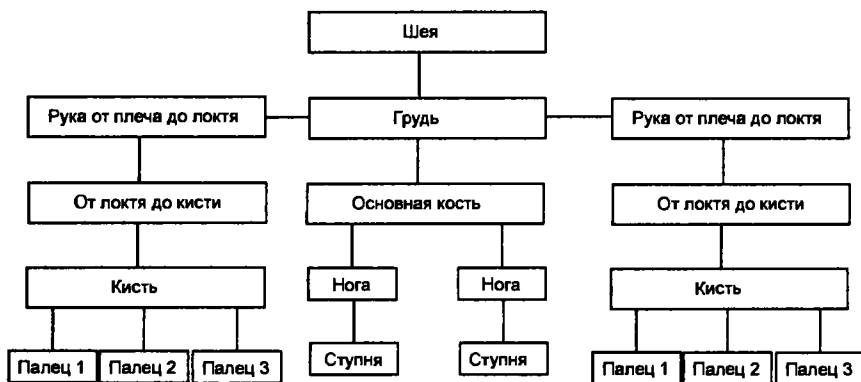 Шея
Рука от плеча до локтя
Грудь
Рука от плеча до локтя
От локтя до кисти
Основная кость
От локтя до кисти
Кисть
Нога
Нога
Кисть
Палец 1
Палец 2
Палец 3
Ступня
Ступня
Палец 1
Палец 2
Палец 3